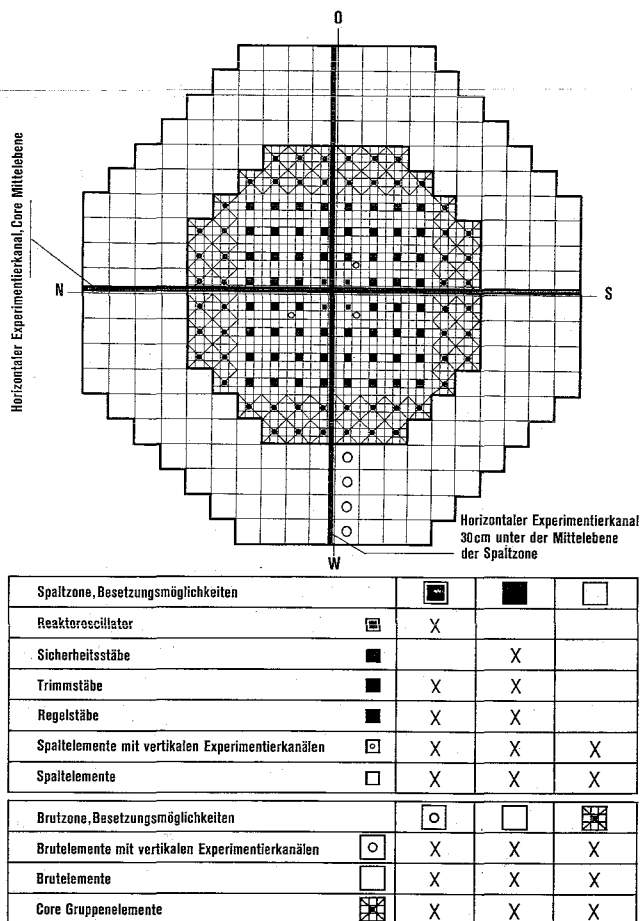 O
Horizontaler Experimentierkanal, Core Mittelebene
N
S
Horizontaler Experimentierkanal
30cm unter der Mittelebene
der Spaltzone
W
Spaltzone, Besetzungsmöglichkeiten
Reaktoroscillator X
Sicherheitsstäbe X
Trimmstäbe X X
Regelstäbe X X
Spaltelemente mit vertikalen Experimentierkanälen X X X
Spaltelemente X X X
Brutzone, Besetzungsmöglichkeiten
Brutelemente mit vertikalen Experimentierkanälen X X X
Brutelemente X X X
Core Gruppenelemente X X X